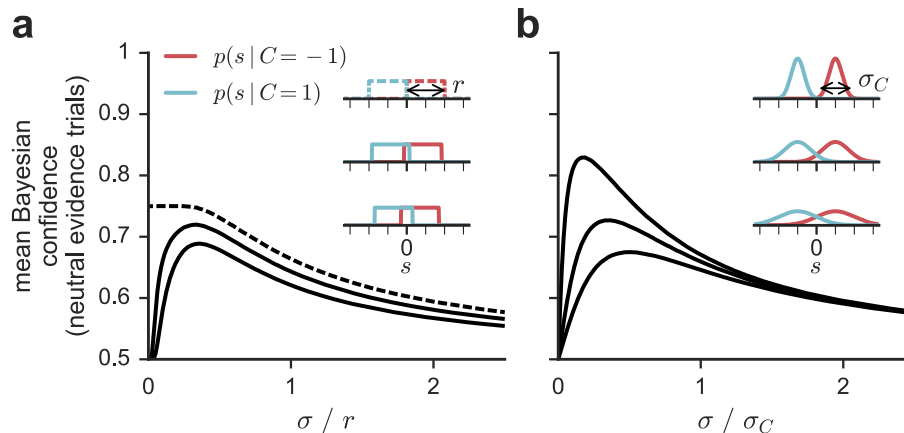 a
mean Bayesian
confidence
(neutral evidence trials)
1
0.9
0.8
0.7
0.6
0.5
0
1
2
σ / r
p(s | C = −1)
p(s | C = 1)
r
0
s
b
0
1
2
σ / σ_C
σ_C
0
s